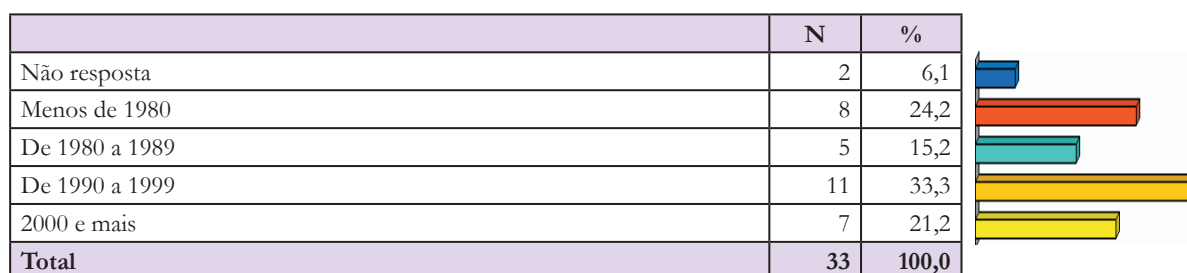 N %
Não resposta 2 6,1
Menos de 1980 8 24,2
De 1980 a 1989 5 15,2
De 1990 a 1999 11 33,3
2000 e mais 7 21,2
Total 33 100,0